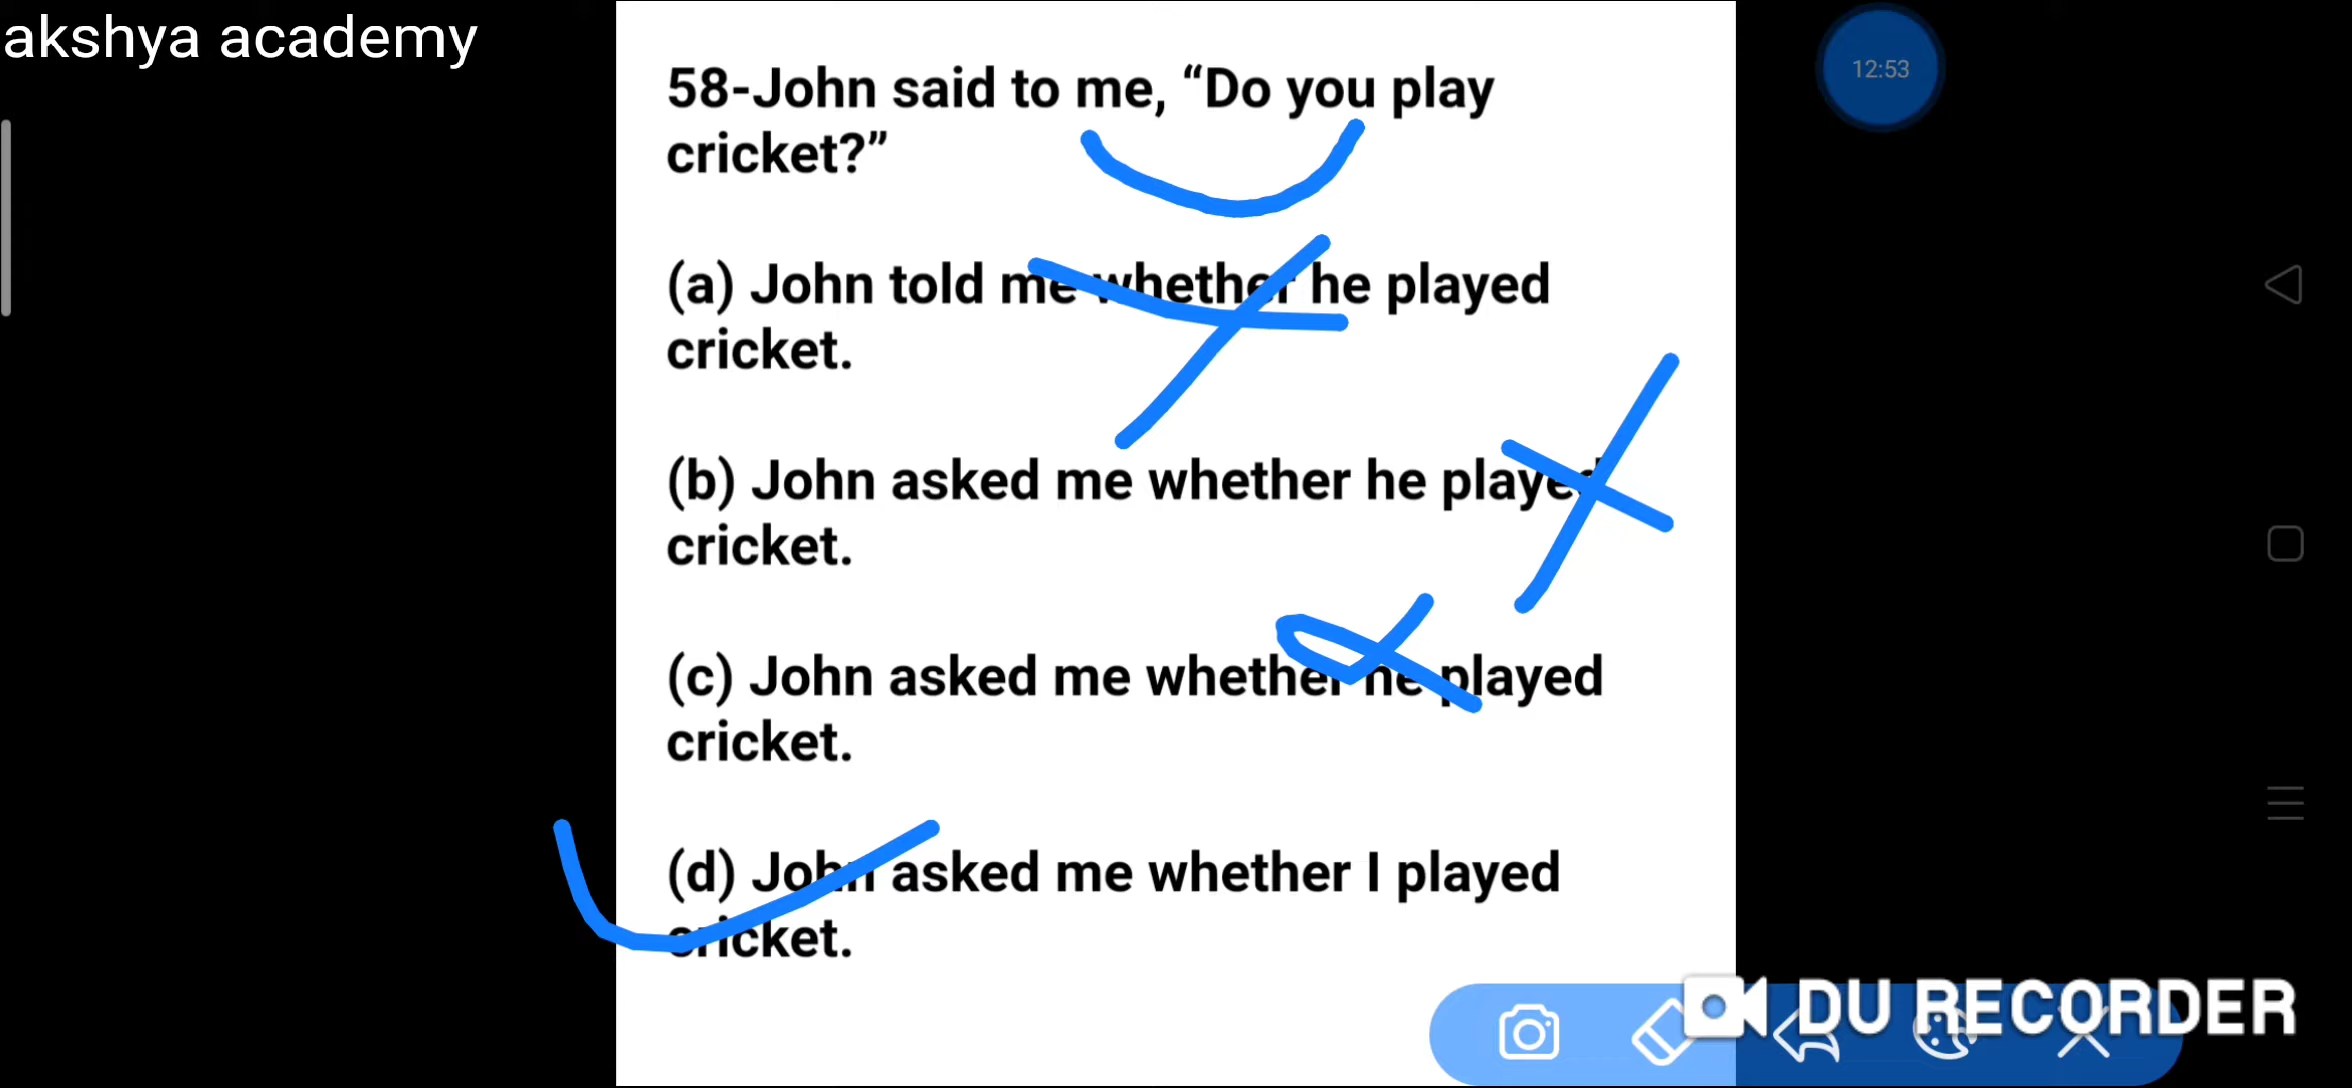 akshya academy
12:53
58-John said to me, “Do you play
cricket?”
(a) John told me whether he played
cricket.
(b) John asked me whether he played
cricket.
(c) John asked me whether he played
cricket.
(d) John asked me whether I played
cricket.
DU RECORDER